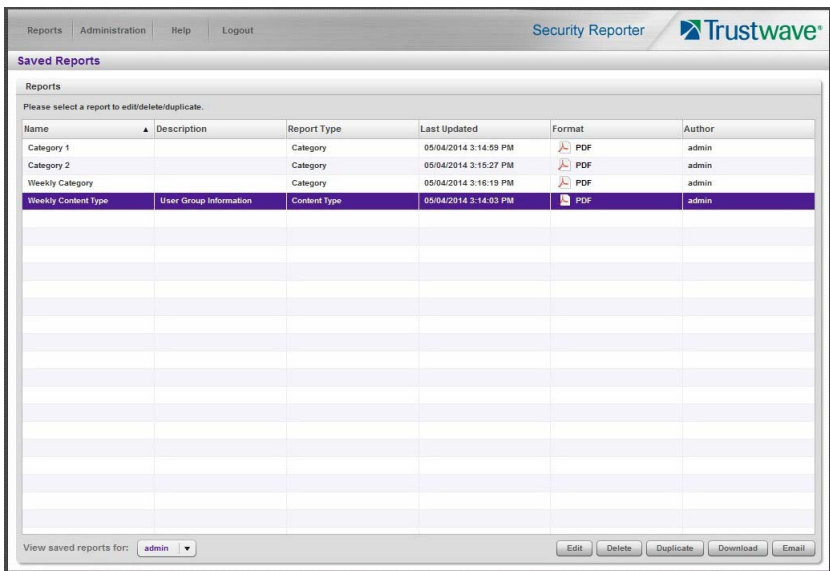 Reports Administration Help Logout Security Reporter Trustwave®
Saved Reports
Reports
Please select a report to edit/delete/duplicate.
Name ▲ Description Report Type Last Updated Format Author
Category 1 Category 05/04/2014 3:14:59 PM PDF admin
Category 2 Category 05/04/2014 3:15:27 PM PDF admin
Weekly Category Category 05/04/2014 3:16:19 PM PDF admin
Weekly Content Type User Group Information Content Type 05/04/2014 3:14:03 PM PDF admin
View saved reports for: admin ▼ Edit Delete Duplicate Download Email